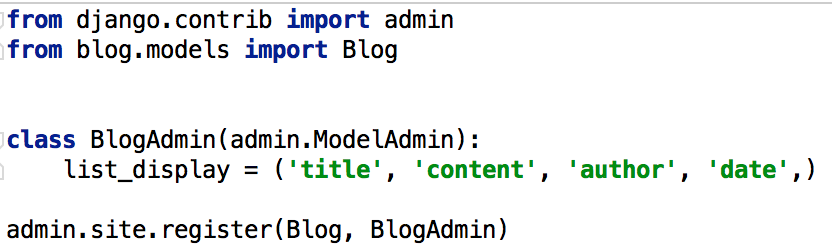 from django.contrib import admin
from blog.models import Blog
class BlogAdmin(admin.ModelAdmin):
    list_display = ('title', 'content', 'author', 'date',)
admin.site.register(Blog, BlogAdmin)